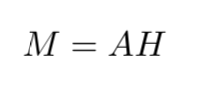 M = AH